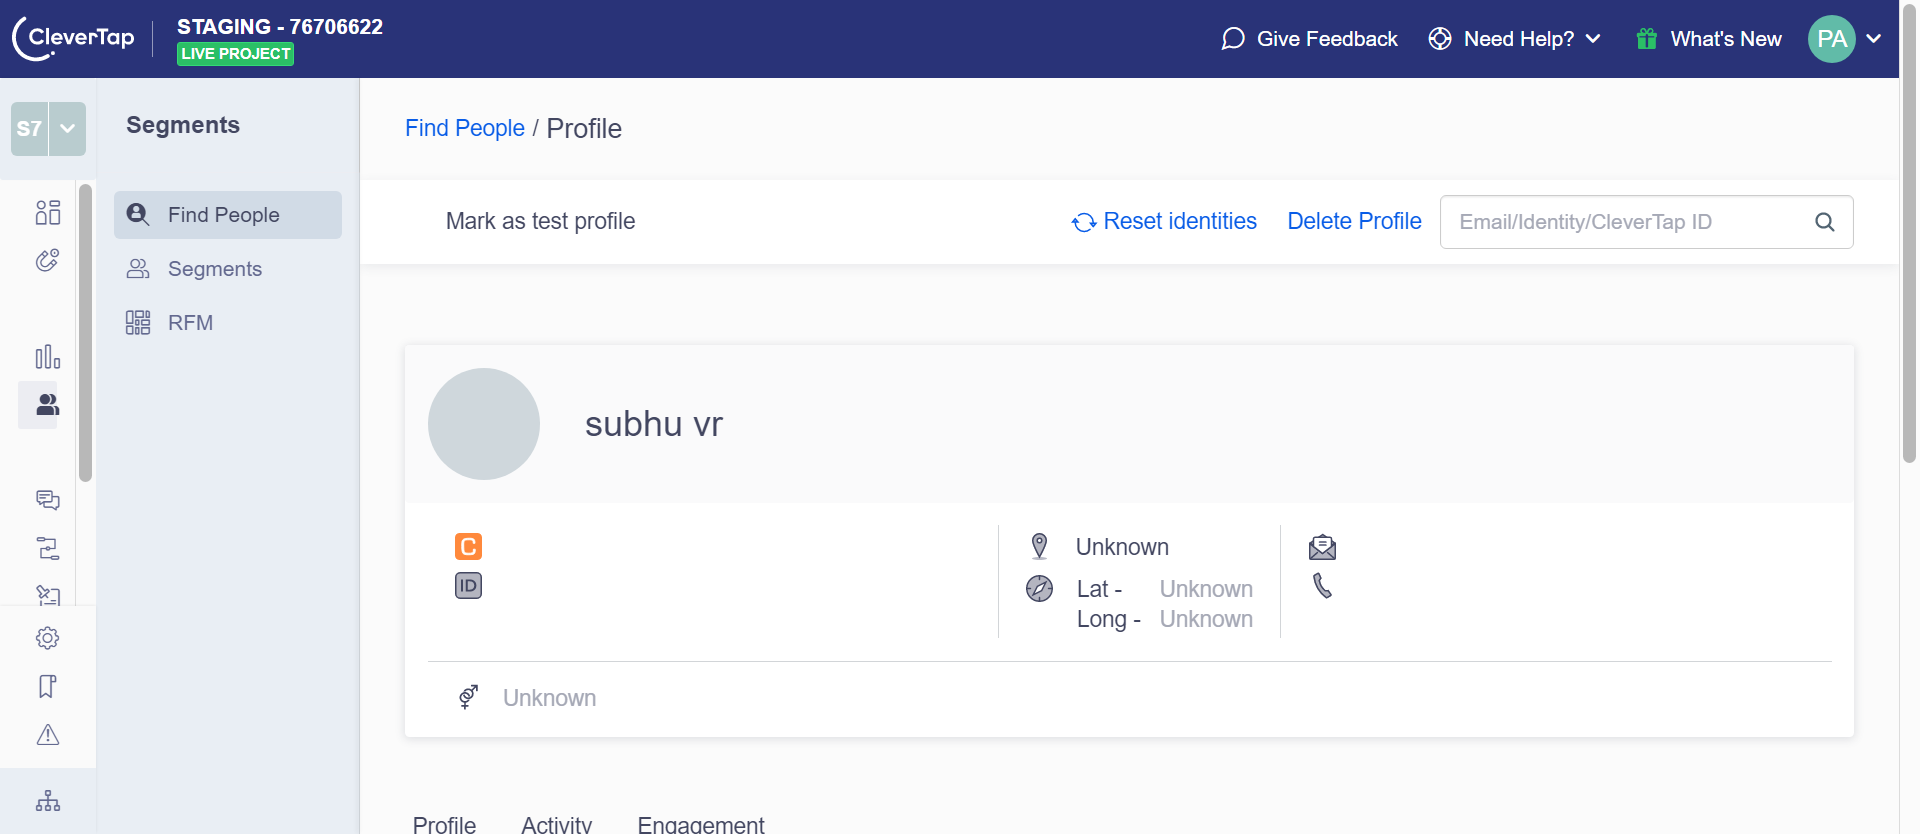 CleverTap
STAGING - 76706622
LIVE PROJECT
Give Feedback
Need Help?
What's New
PA
S7
Segments
Find People
Segments
RFM
Find People / Profile
Mark as test profile
Reset identities
Delete Profile
Email/Identity/CleverTap ID
subhu vr
C
ID
Unknown
Lat - Unknown
Long - Unknown
Unknown
Profile
Activity
Engagement